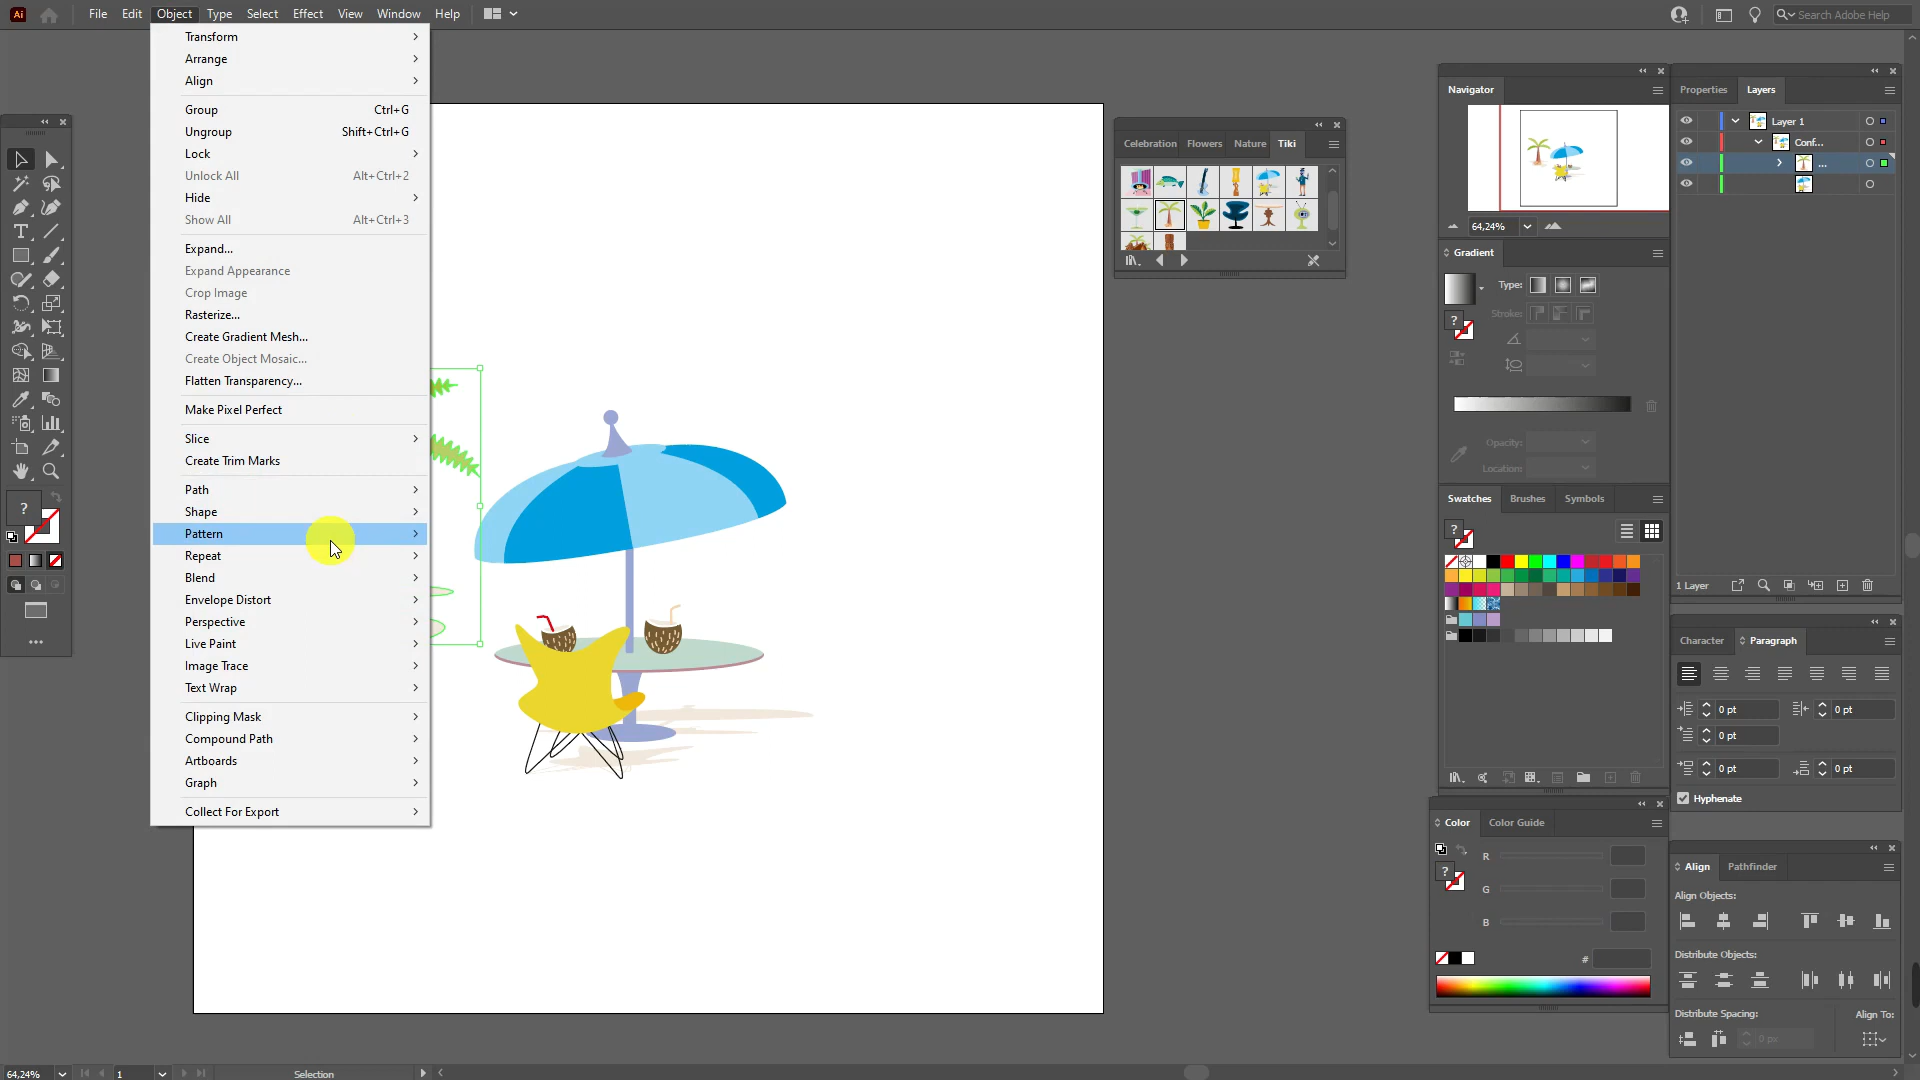 Ai File Edit Object Type Select Effect View Window Help Search Adobe Help
Transform
Arrange
Align
Group Ctrl+G
Ungroup Shift+Ctrl+G
Lock
Unlock All Alt+Ctrl+2
Hide
Show All Alt+Ctrl+3
Expand...
Expand Appearance
Crop Image
Rasterize...
Create Gradient Mesh...
Create Object Mosaic...
Flatten Transparency...
Make Pixel Perfect
Slice
Create Trim Marks
Path
Shape
Pattern
Repeat
Blend
Envelope Distort
Perspective
Live Paint
Image Trace
Text Wrap
Clipping Mask
Compound Path
Artboards
Graph
Collect For Export
T
?
Celebration Flowers Nature Tiki
Navigator
64,24%
Gradient
Type:
Stroke:
?
Opacity:
Location:
Swatches Brushes Symbols
?
Color Color Guide
R
?
G
B
#
Properties Layers
Layer 1
Conf...
...
1 Layer
Character Paragraph
0 pt 0 pt
0 pt
0 pt 0 pt
Hyphenate
Align Pathfinder
Align Objects:
Distribute Objects:
Distribute Spacing: Align To:
0 px
64,24% 1 Selection